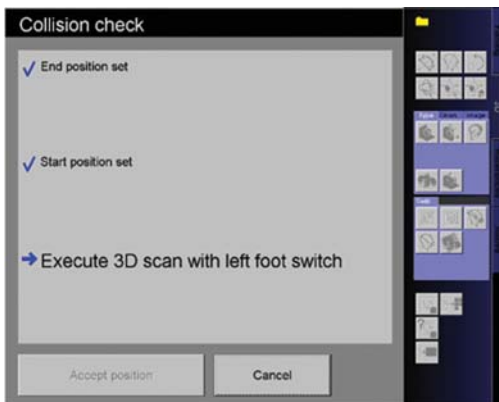 Collision check
End position set
Start position set
Execute 3D scan with left foot switch
Accept position
Cancel